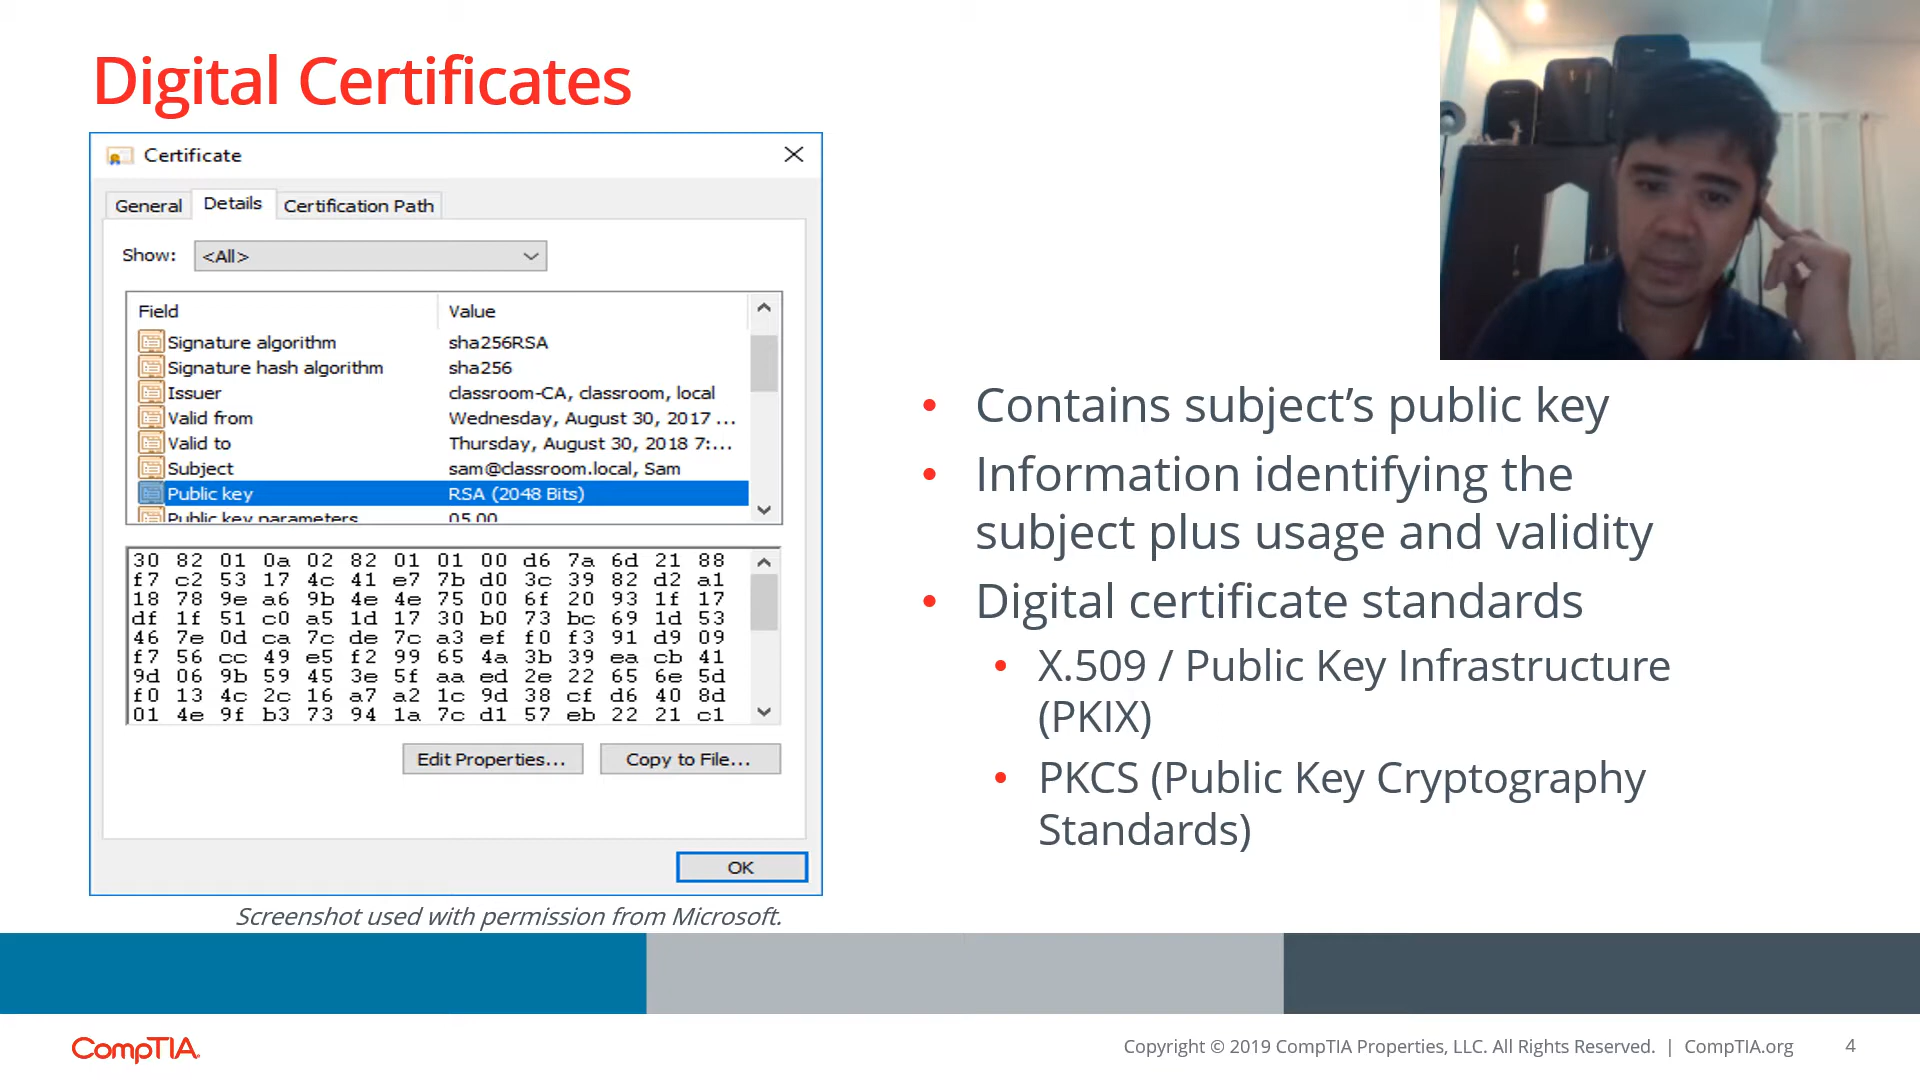 Digital Certificates
Certificate
General Details Certification Path
Show: <All>
Field Value
Signature algorithm sha256RSA
Signature hash algorithm sha256
Issuer classroom-CA, classroom, local
Valid from Wednesday, August 30, 2017 ...
Valid to Thursday, August 30, 2018 7:...
Subject sam@classroom.local, Sam
Public key RSA (2048 Bits)
Public key parameters 05 00
30 82 01 0a 02 82 01 01 00 d6 7a 6d 21 88
f7 c2 53 17 4c 41 e7 7b d0 3c 39 82 d2 a1
18 78 9e a6 9b 4e 4e 75 00 6f 20 93 1f 17
df 1f 51 c0 a5 1d 17 30 b0 73 bc 69 1d 53
46 7e 0d ca 7c de 7c a3 ef f0 f3 91 d9 09
f7 56 cc 49 e5 f2 99 65 4a 3b 39 ea cb 41
9d 06 9b 59 45 3e 5f aa ed 2e 22 65 6e 5d
f0 13 4c 2c 16 a7 a2 1c 9d 38 cf d6 40 8d
01 4e 9f b3 73 94 1a 7c d1 57 eb 22 21 c1
Edit Properties... Copy to File...
OK
Screenshot used with permission from Microsoft.
• Contains subject’s public key
• Information identifying the
subject plus usage and validity
• Digital certificate standards
• X.509 / Public Key Infrastructure
(PKIX)
• PKCS (Public Key Cryptography
Standards)
CompTIA.
Copyright © 2019 CompTIA Properties, LLC. All Rights Reserved. | CompTIA.org 4